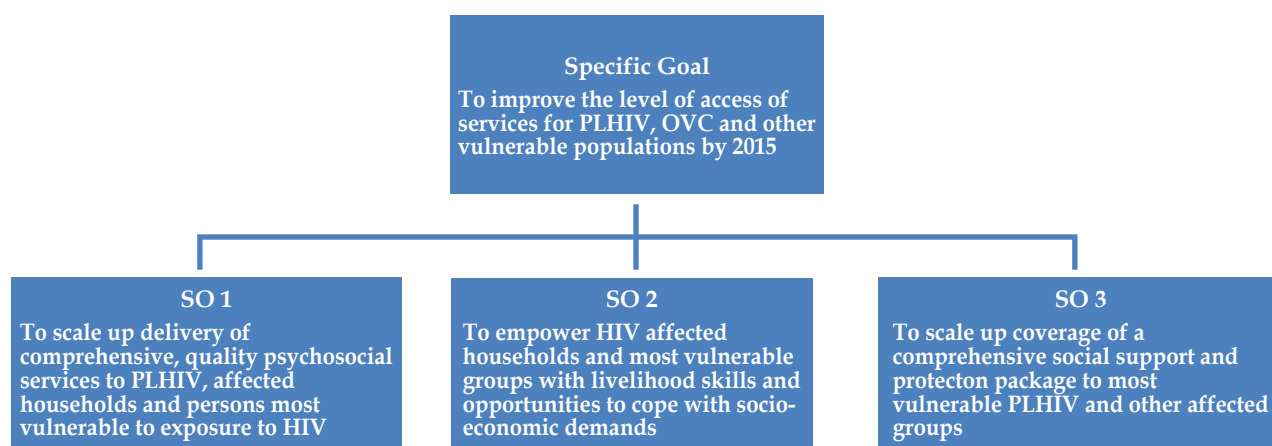 Specific Goal
To improve the level of access of
services for PLHIV, OVC and other
vulnerable populations by 2015
SO 1
To scale up delivery of
comprehensive, quality psychosocial
services to PLHIV, affected
households and persons most
vulnerable to exposure to HIV
SO 2
To empower HIV affected
households and most vulnerable
groups with livelihood skills and
opportunities to cope with socio-
economic demands
SO 3
To scale up coverage of a
comprehensive social support and
protecton package to most
vulnerable PLHIV and other affected
groups